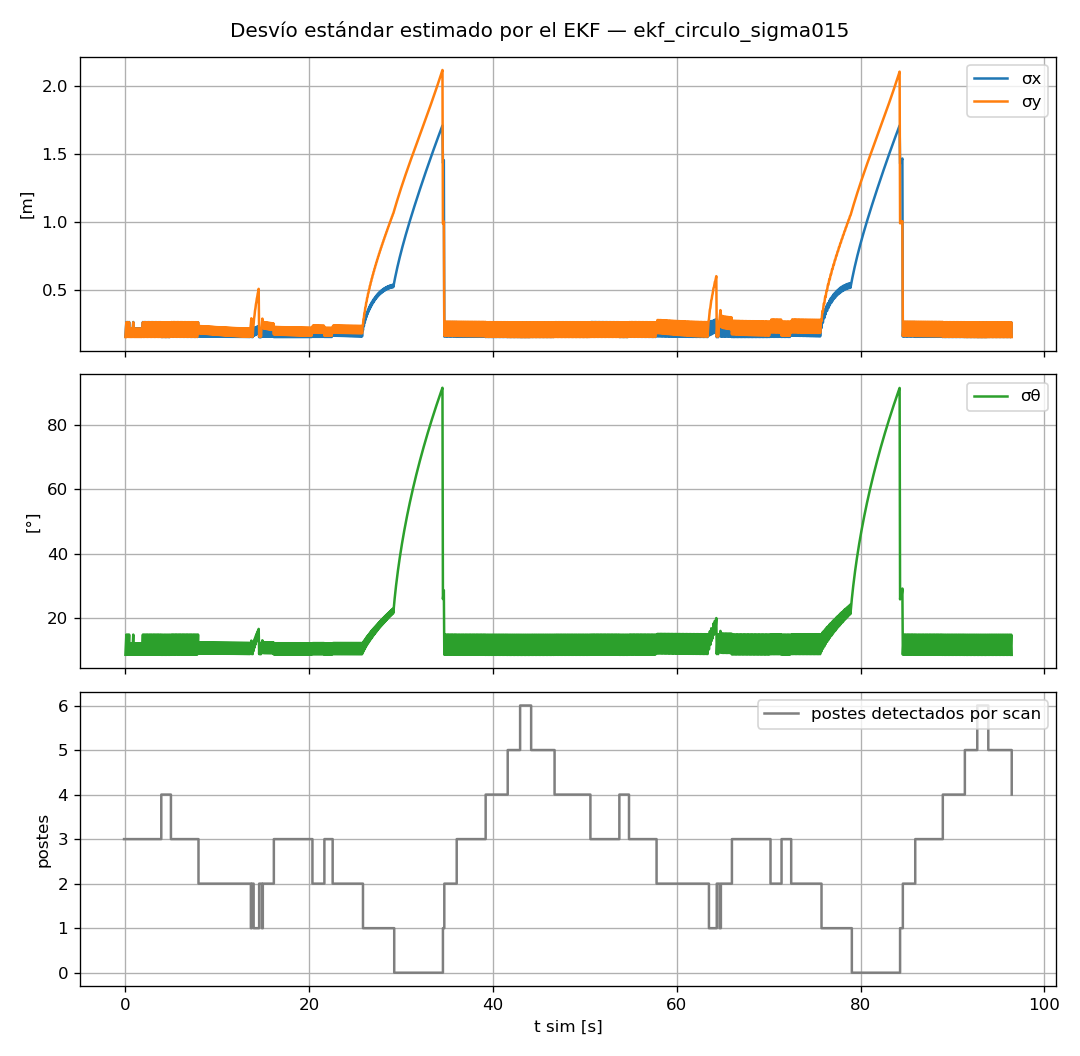 Desvío estándar estimado por el EKF — ekf_circulo_sigma015
2.0
1.5
1.0
0.5
[m]
σx
σy
80
60
40
20
[°]
σθ
6
5
4
3
2
1
0
postes
postes detectados por scan
0 20 40 60 80 100
t sim [s]